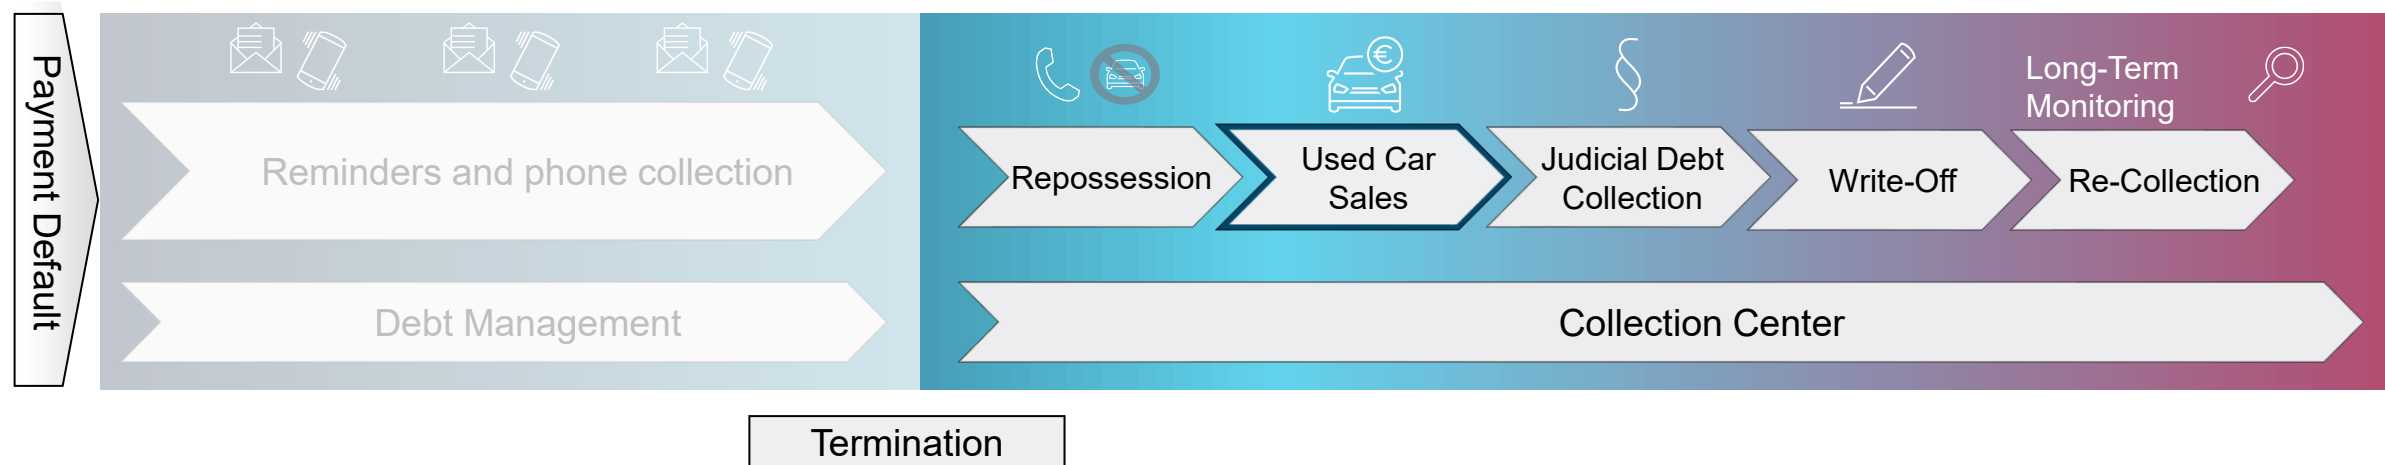 Payment Default
Reminders and phone collection
Debt Management
€
§
Long-Term
Monitoring
Repossession
Used Car
Sales
Judicial Debt
Collection
Write-Off
Re-Collection
Collection Center
Termination